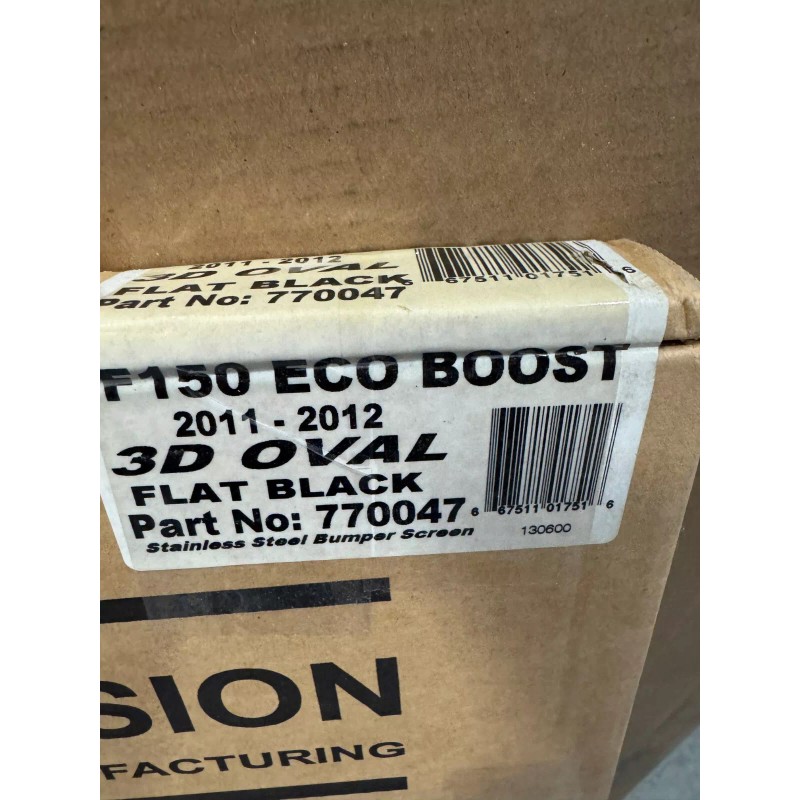 2011 - 2012
3D OVAL
FLAT BLACK
Part No: 770047
6 67511 01751 6
F150 ECO BOOST
2011 - 2012
3D OVAL
FLAT BLACK
Part No: 770047
Stainless Steel Bumper Screen
6 67511 01751 6
130600
SION
FACTURING